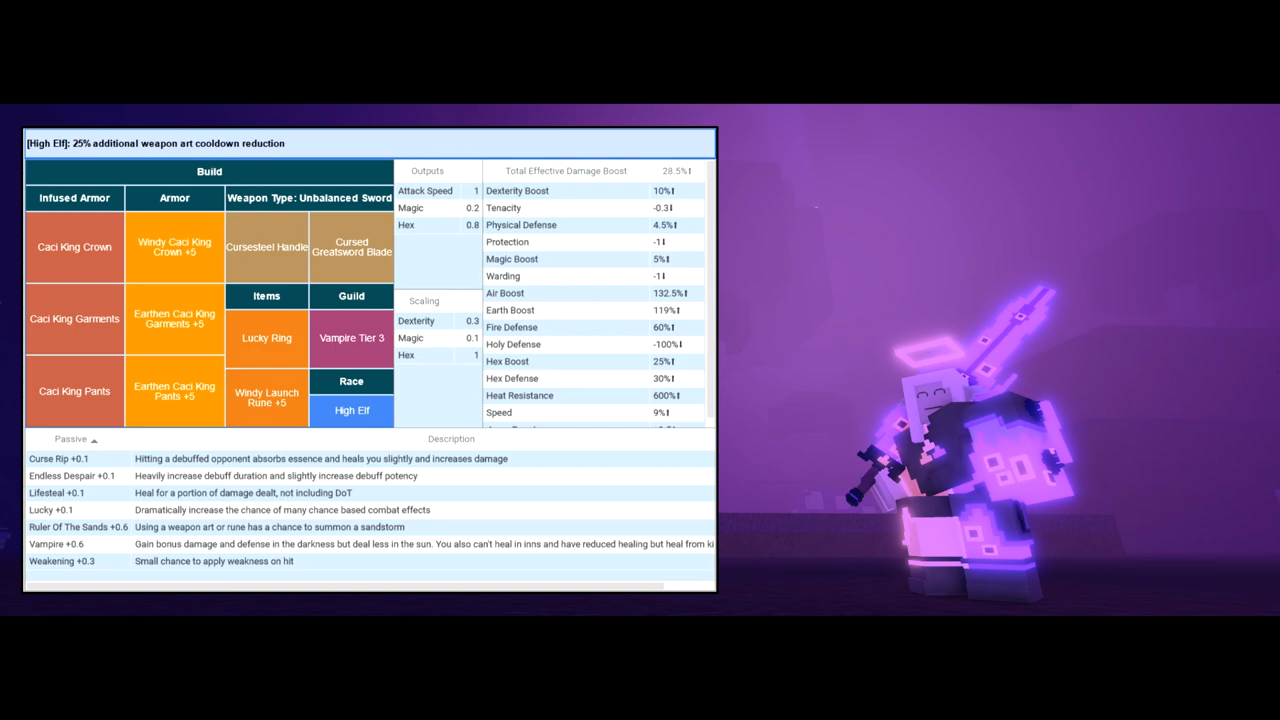 [High Elf]: 25% additional weapon art cooldown reduction
Build
Infused Armor
Armor
Weapon Type: Unbalanced Sword
Caci King Crown
Windy Caci King
Crown +5
Cursesteel Handle
Cursed
Greatsword Blade
Items
Guild
Caci King Garments
Earthen Caci King
Garments +5
Lucky Ring
Vampire Tier 3
Caci King Pants
Earthen Caci King
Pants +5
Windy Launch
Rune +5
Race
High Elf
Outputs
Attack Speed 1
Magic 0.2
Hex 0.8
Scaling
Dexterity 0.3
Magic 0.1
Hex 1
Total Effective Damage Boost 28.5%⬆
Dexterity Boost 10%⬆
Tenacity -0.3⬇
Physical Defense 4.5%⬆
Protection -1⬇
Magic Boost 5%⬆
Warding -1⬇
Air Boost 132.5%⬆
Earth Boost 119%⬆
Fire Defense 60%⬆
Holy Defense -100%⬇
Hex Boost 25%⬆
Hex Defense 30%⬆
Heat Resistance 600%⬆
Speed 9%⬆
Passive ▲ Description
Curse Rip +0.1 Hitting a debuffed opponent absorbs essence and heals you slightly and increases damage
Endless Despair +0.1 Heavily increase debuff duration and slightly increase debuff potency
Lifesteal +0.1 Heal for a portion of damage dealt, not including DoT
Lucky +0.1 Dramatically increase the chance of many chance based combat effects
Ruler Of The Sands +0.6 Using a weapon art or rune has a chance to summon a sandstorm
Vampire +0.6 Gain bonus damage and defense in the darkness but deal less in the sun. You also can't heal in inns and have reduced healing but heal from ki
Weakening +0.3 Small chance to apply weakness on hit